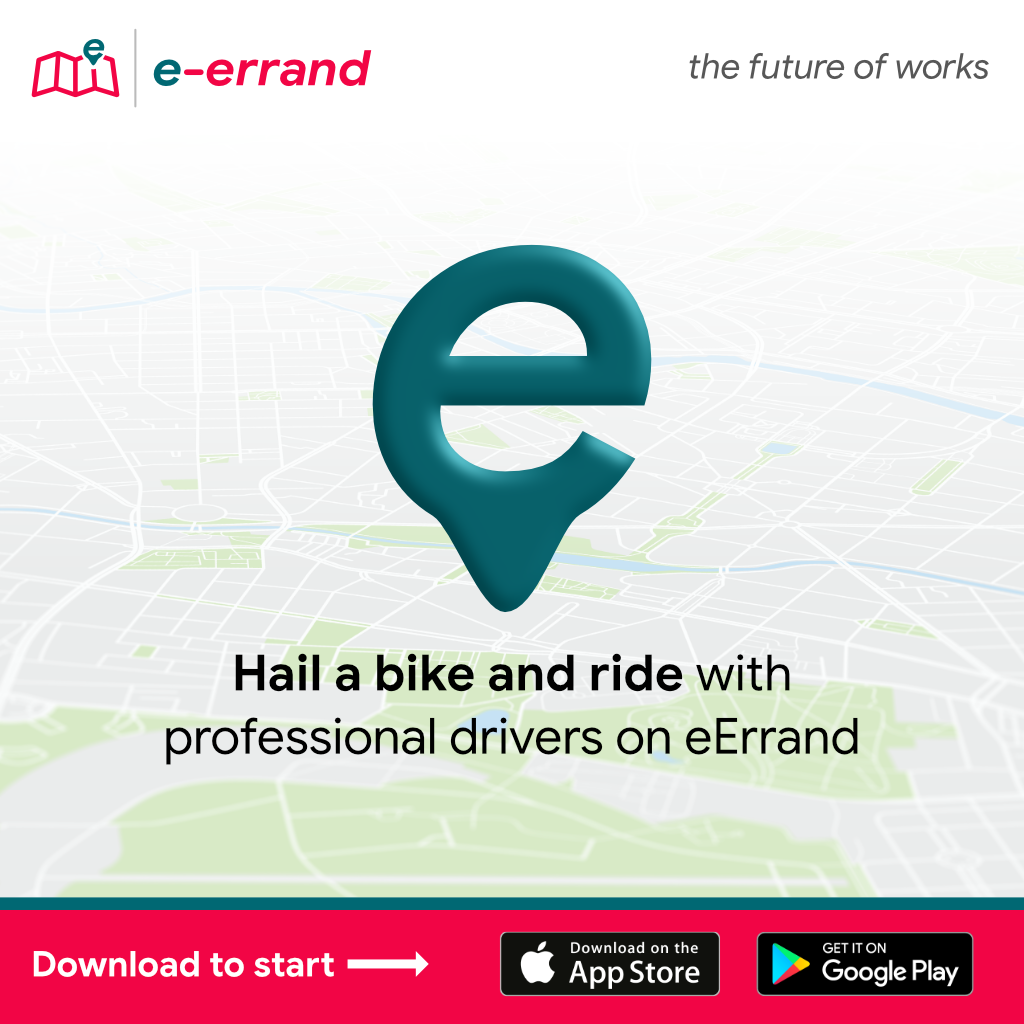 e
e-errand
the future of works
e
Hail a bike and ride with
professional drivers on eErrand
Download to start
Download on the
App Store
GET IT ON
Google Play